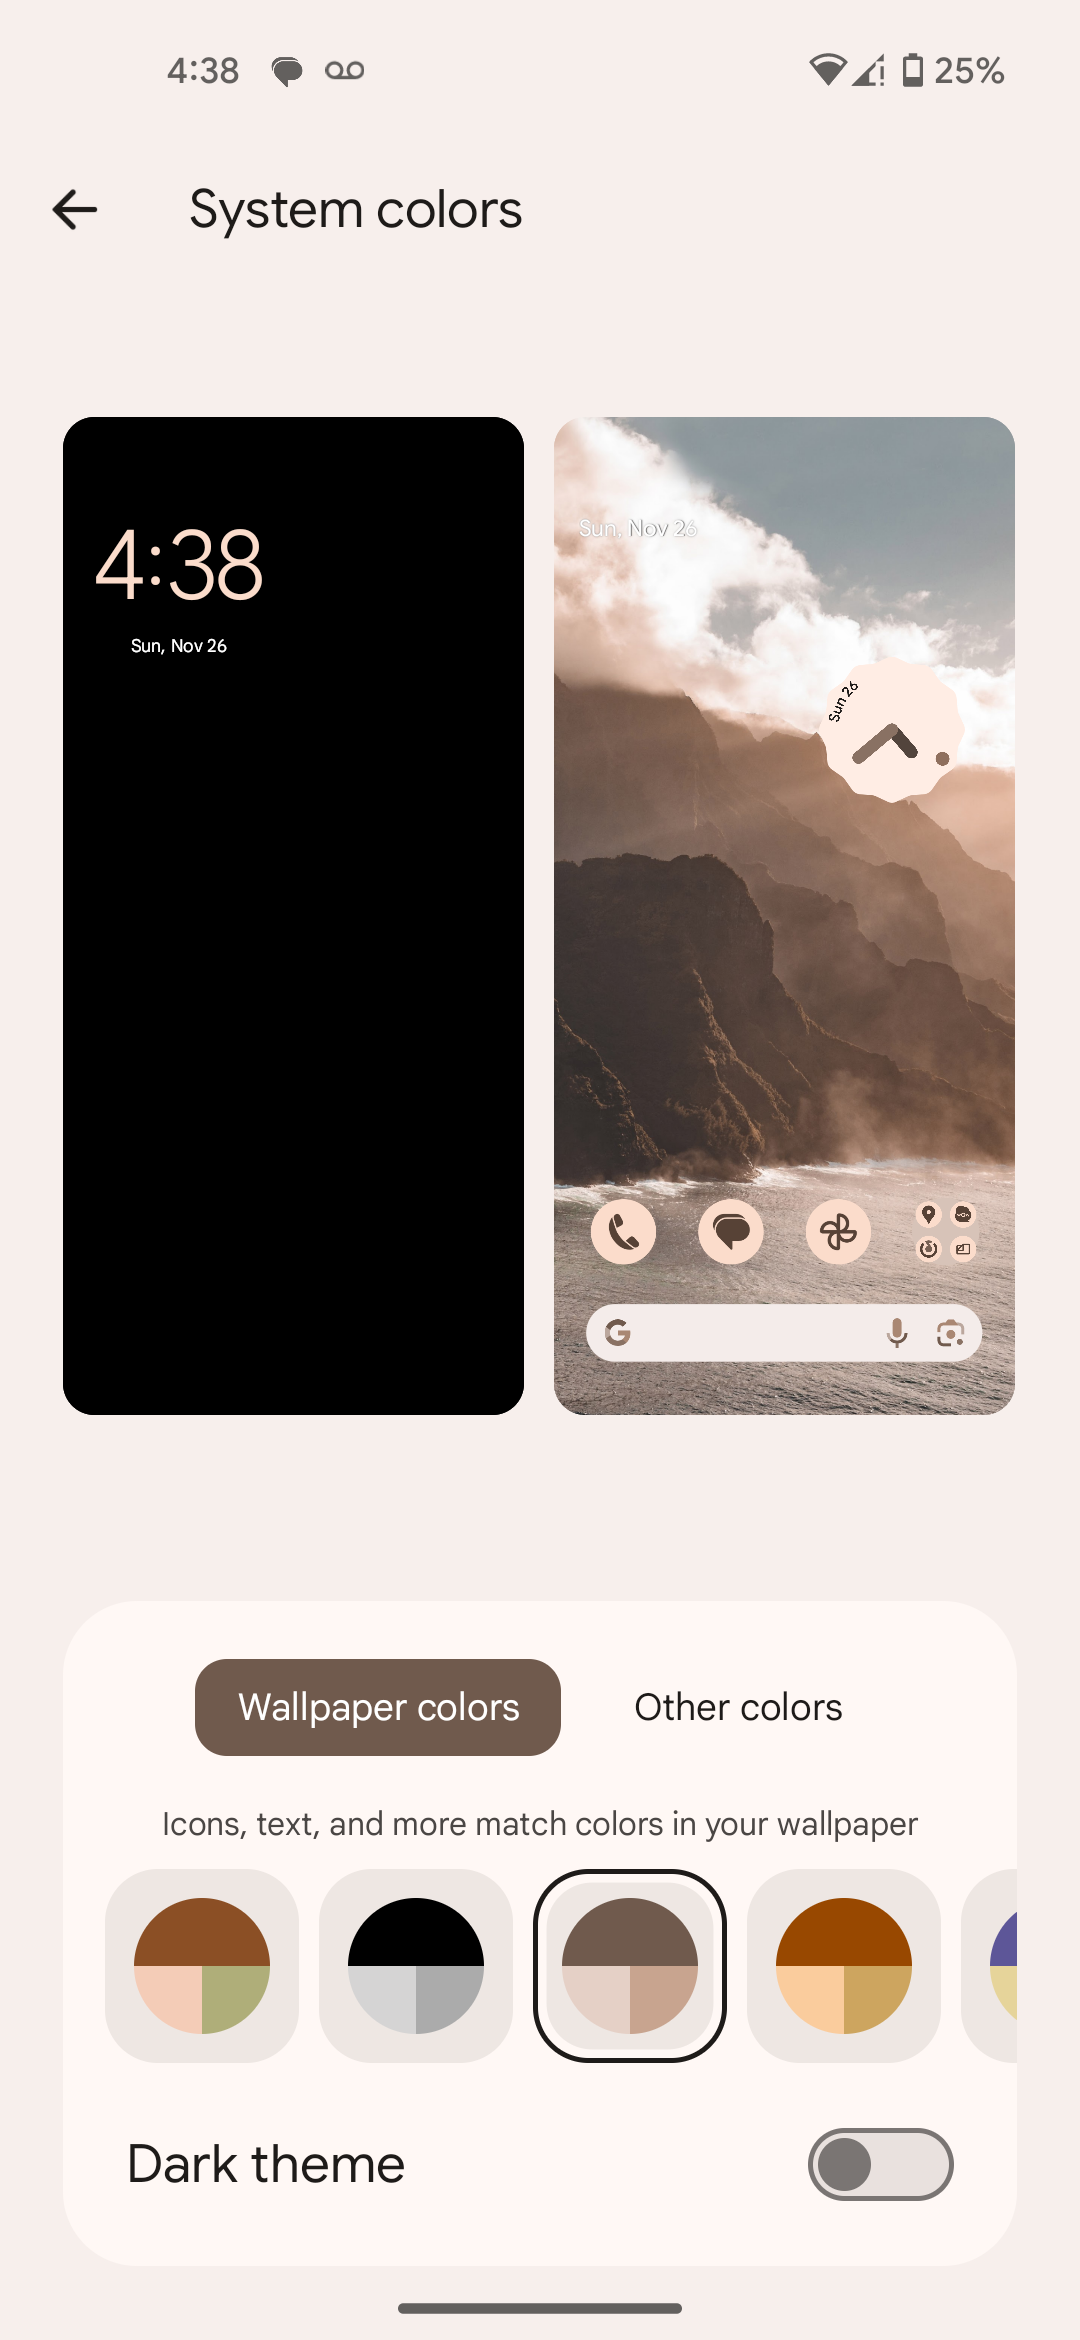 4:38
25%
System colors
4:38
Sun, Nov 26
Sun, Nov 26
Sun 26
G
Wallpaper colors
Other colors
Icons, text, and more match colors in your wallpaper
Dark theme